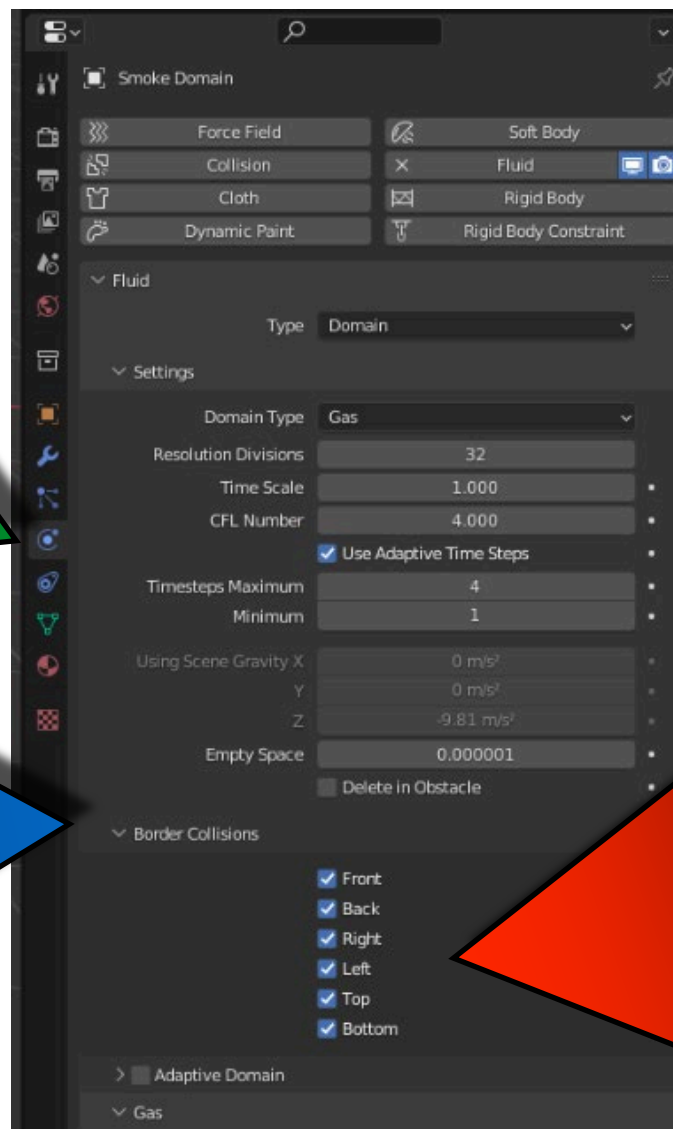 Smoke Domain
Force Field Soft Body
Collision Fluid
Cloth Rigid Body
Dynamic Paint Rigid Body Constraint
Fluid
Type Domain
Settings
Domain Type Gas
Resolution Divisions 32
Time Scale 1.000
CFL Number 4.000
Use Adaptive Time Steps
Timesteps Maximum 4
Minimum 1
Using Scene Gravity X 0 m/s²
Y 0 m/s²
Z -9.81 m/s²
Empty Space 0.000001
Delete in Obstacle
Border Collisions
Front
Back
Right
Left
Top
Bottom
Adaptive Domain
Gas